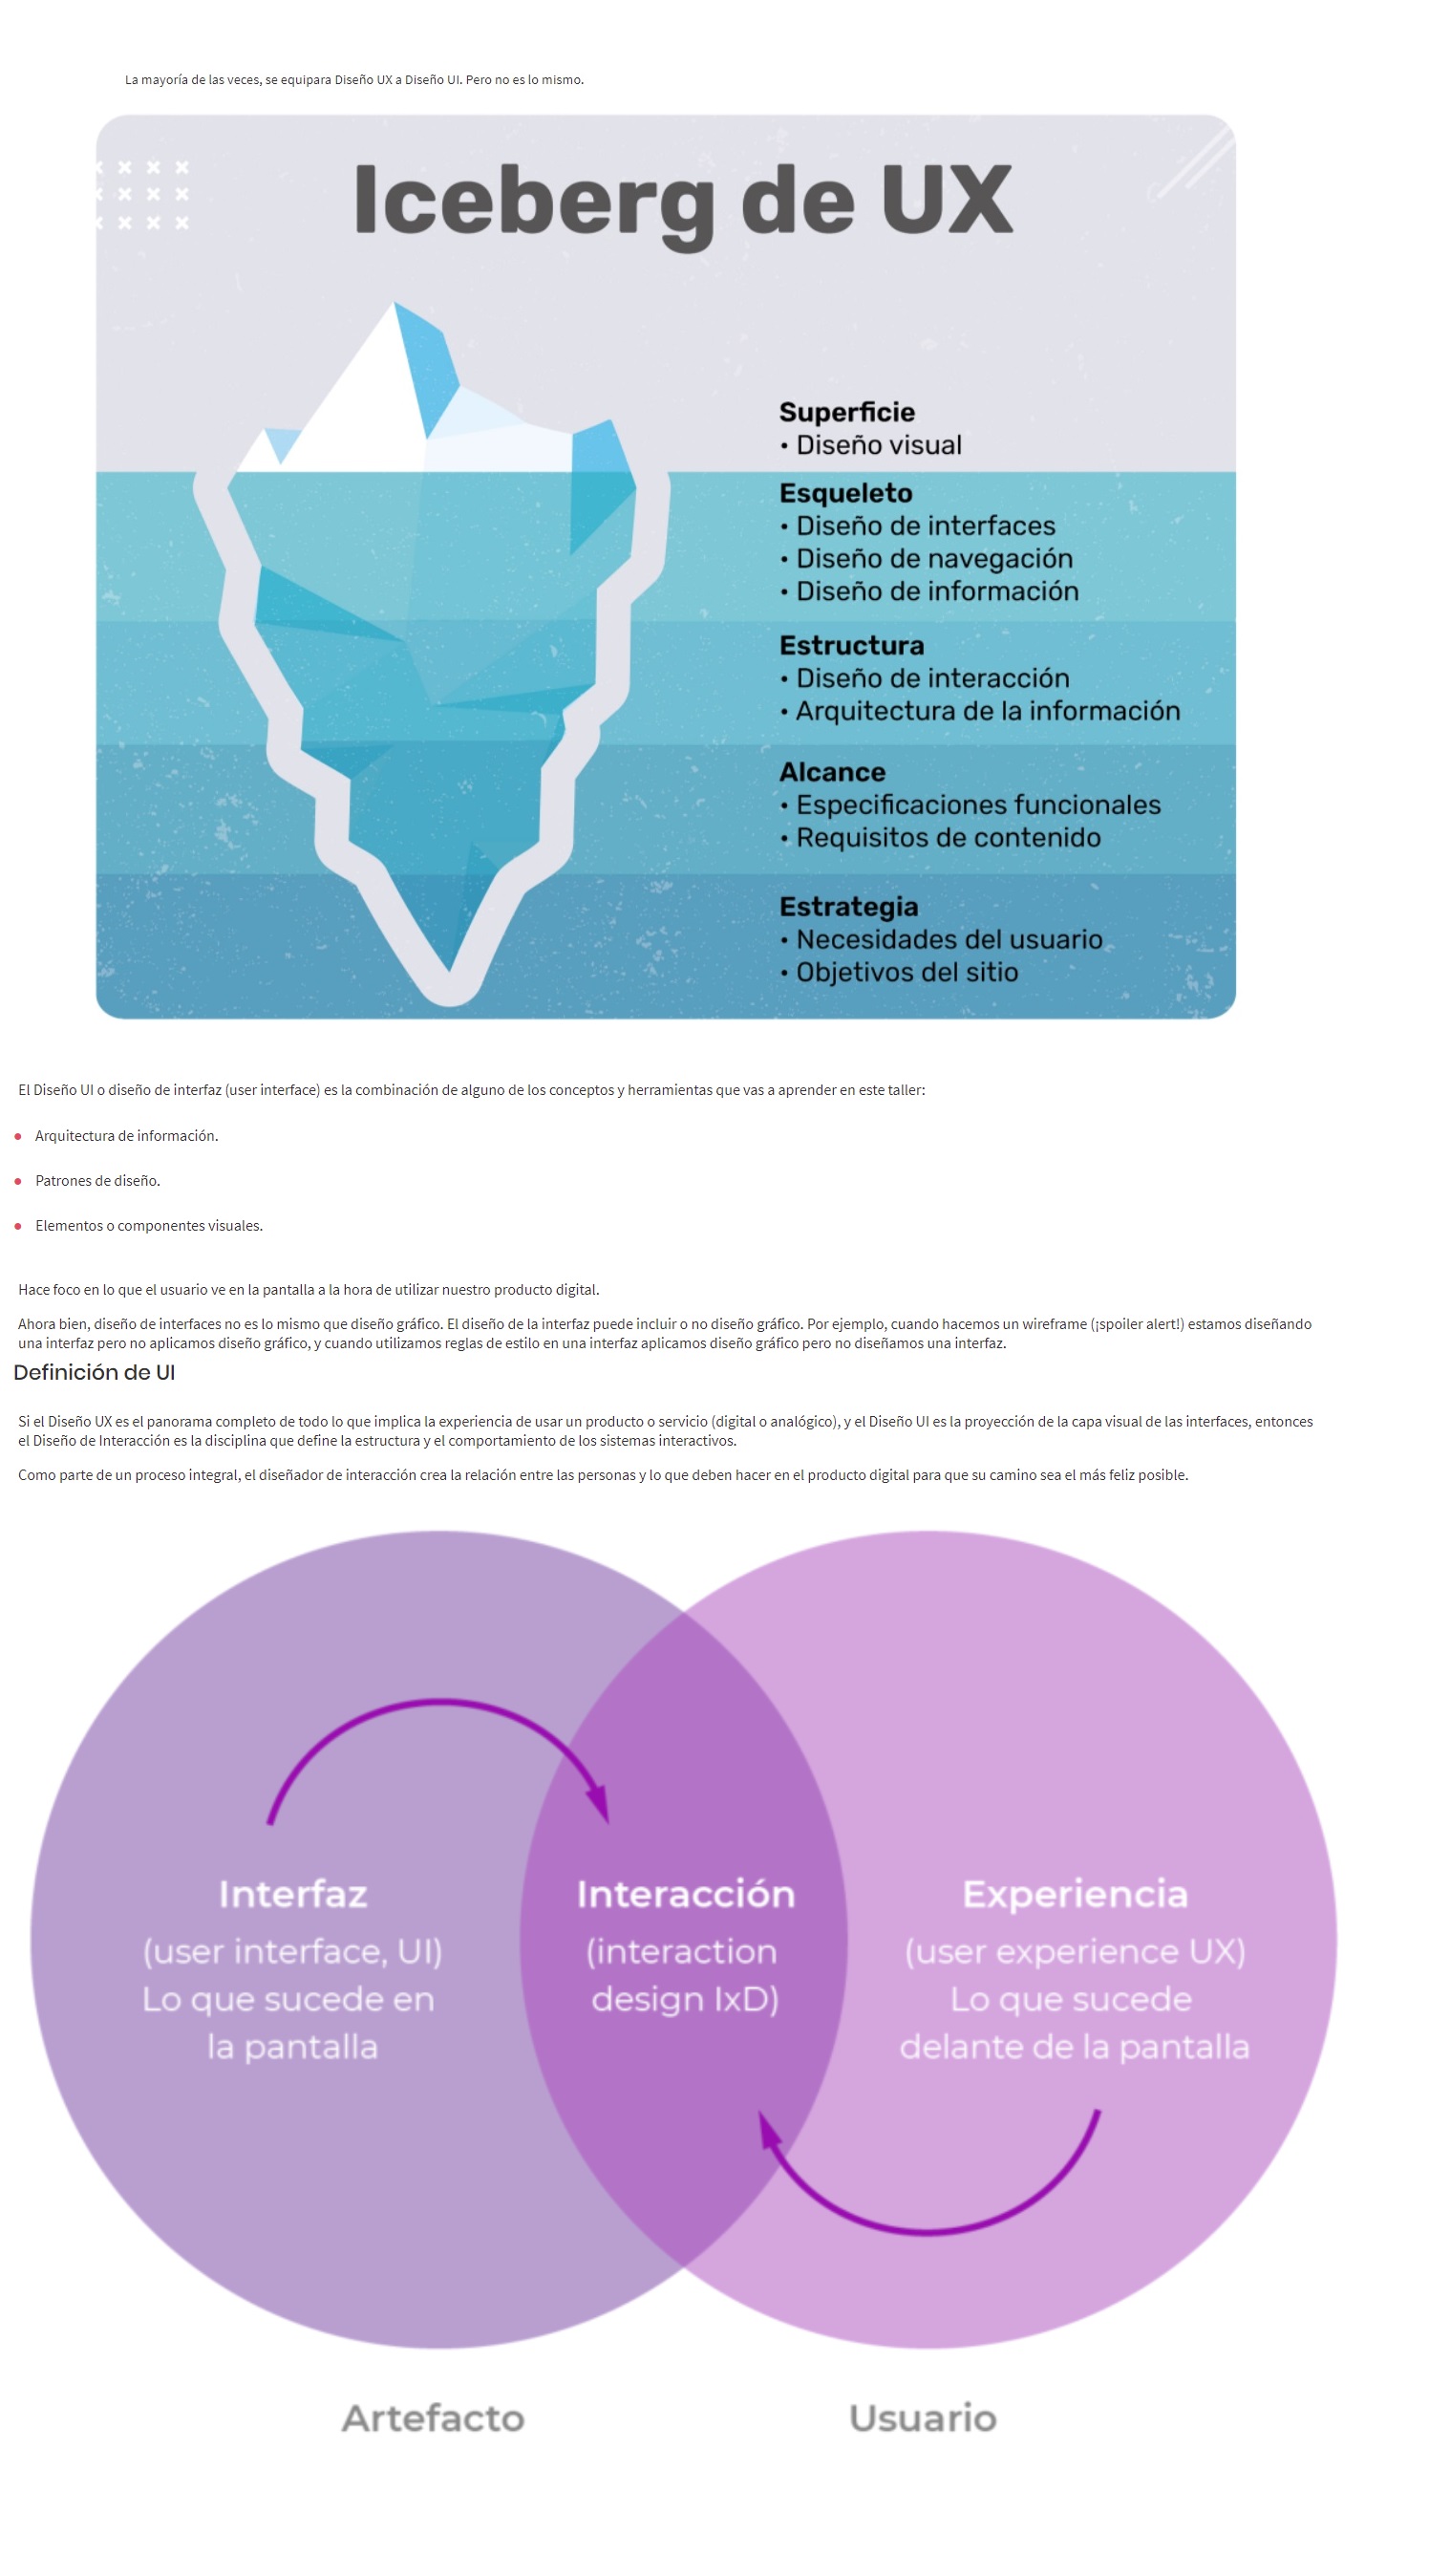 La mayoría de las veces, se equipara Diseño UX a Diseño UI. Pero no es lo mismo.
Iceberg de UX
Superficie
• Diseño visual
Esqueleto
• Diseño de interfaces
• Diseño de navegación
• Diseño de información
Estructura
• Diseño de interacción
• Arquitectura de la información
Alcance
• Especificaciones funcionales
• Requisitos de contenido
Estrategia
• Necesidades del usuario
• Objetivos del sitio
El Diseño UI o diseño de interfaz (user interface) es la combinación de alguno de los conceptos y herramientas que vas a aprender en este taller:
• Arquitectura de información.
• Patrones de diseño.
• Elementos o componentes visuales.
Hace foco en lo que el usuario ve en la pantalla a la hora de utilizar nuestro producto digital.
Ahora bien, diseño de interfaces no es lo mismo que diseño gráfico. El diseño de la interfaz puede incluir o no diseño gráfico. Por ejemplo, cuando hacemos un wireframe (¡spoiler alert!) estamos diseñando
una interfaz pero no aplicamos diseño gráfico, y cuando utilizamos reglas de estilo en una interfaz aplicamos diseño gráfico pero no diseñamos una interfaz.
Definición de UI
Si el Diseño UX es el panorama completo de todo lo que implica la experiencia de usar un producto o servicio (digital o analógico), y el Diseño UI es la proyección de la capa visual de las interfaces, entonces
el Diseño de Interacción es la disciplina que define la estructura y el comportamiento de los sistemas interactivos.
Como parte de un proceso integral, el diseñador de interacción crea la relación entre las personas y lo que deben hacer en el producto digital para que su camino sea el más feliz posible.
Interfaz
(user interface, UI)
Lo que sucede en
la pantalla
Interacción
(interaction
design IxD)
Experiencia
(user experience UX)
Lo que sucede
delante de la pantalla
Artefacto
Usuario